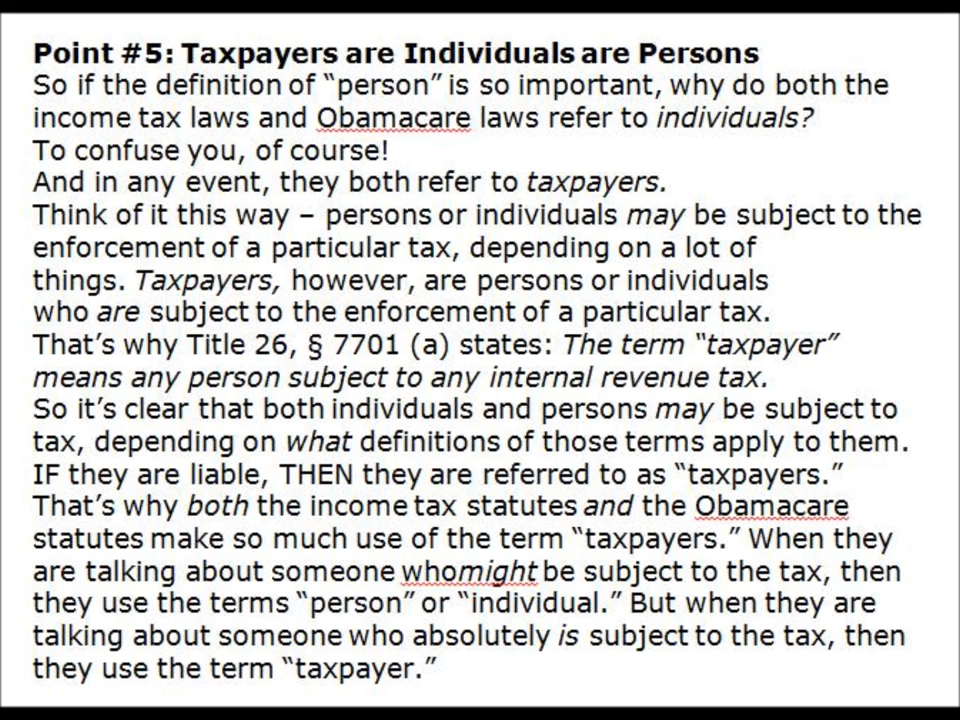 Point #5: Taxpayers are Individuals are Persons
So if the definition of “person” is so important, why do both the
income tax laws and Obamacare laws refer to individuals?
To confuse you, of course!
And in any event, they both refer to taxpayers.
Think of it this way – persons or individuals may be subject to the
enforcement of a particular tax, depending on a lot of
things. Taxpayers, however, are persons or individuals
who are subject to the enforcement of a particular tax.
That’s why Title 26, § 7701 (a) states: The term “taxpayer”
means any person subject to any internal revenue tax.
So it’s clear that both individuals and persons may be subject to
tax, depending on what definitions of those terms apply to them.
IF they are liable, THEN they are referred to as “taxpayers.”
That’s why both the income tax statutes and the Obamacare
statutes make so much use of the term “taxpayers.” When they
are talking about someone whomight be subject to the tax, then
they use the terms “person” or “individual.” But when they are
talking about someone who absolutely is subject to the tax, then
they use the term “taxpayer.”